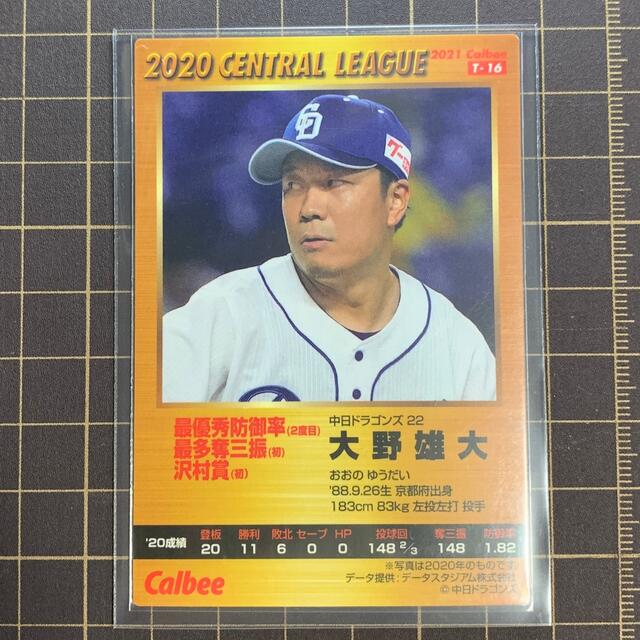 2020 CENTRAL LEAGUE
2021 Calbee
T-16
CD
最優秀防御率(2度目)
最多奪三振(初)
沢村賞(初)
中日ドラゴンズ 22
大野雄大
おおの ゆうだい
'88.9.26生 京都府出身
183cm 83kg 左投左打 投手
登板 勝利 敗北 セーブ HP 投球回 奪三振 防御率
'20成績 20 11 6 0 0 148 2/3 148 1.82
※写真は2020年のものです。
データ提供:データスタジアム株式会社
© 中日ドラゴンズ
Calbee